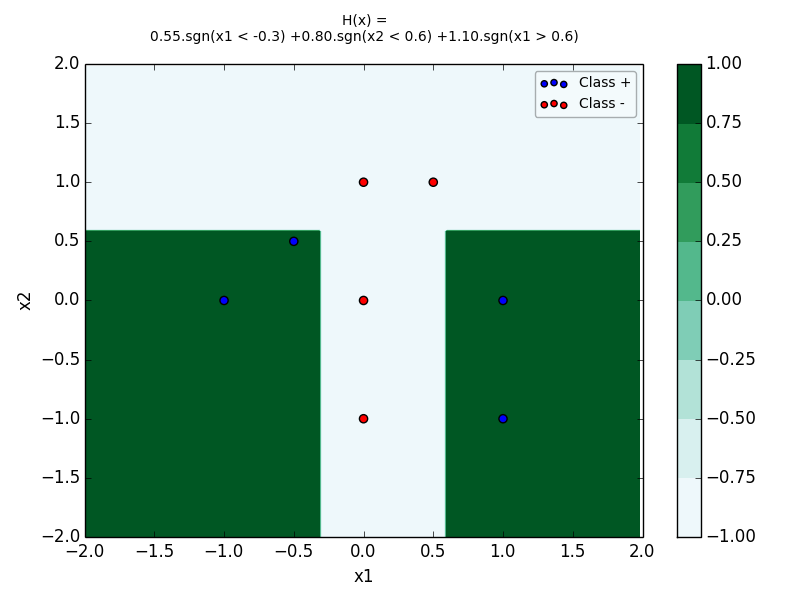 H(x) =
0.55.sgn(x1 < -0.3) +0.80.sgn(x2 < 0.6) +1.10.sgn(x1 > 0.6)
Class +
Class -
2.0
1.5
1.0
0.5
0.0
−0.5
−1.0
−1.5
−2.0
x2
−2.0 −1.5 −1.0 −0.5 0.0 0.5 1.0 1.5 2.0
x1
1.00
0.75
0.50
0.25
0.00
−0.25
−0.50
−0.75
−1.00